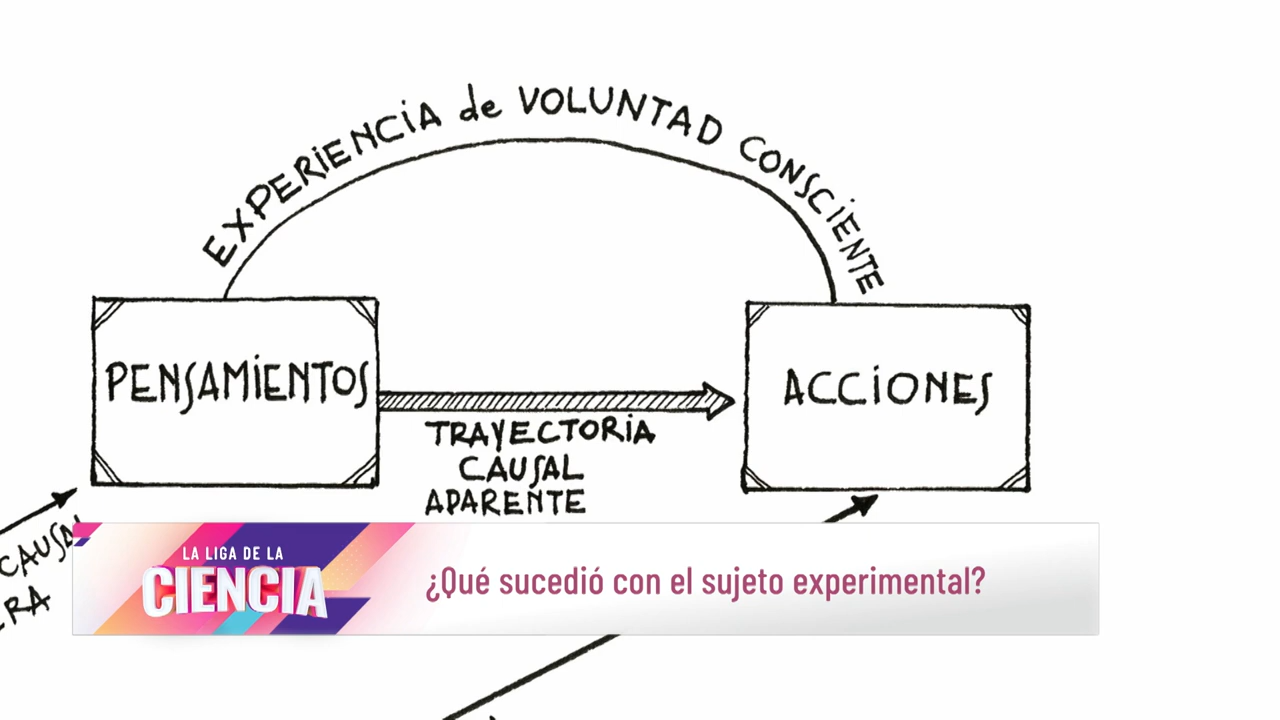 EXPERIENCIA de VOLUNTAD CONSCIENTE
PENSAMIENTOS
ACCIONES
TRAYECTORIA
CAUSAL
APARENTE
CAUSAL
LA LIGA DE LA
CIENCIA
¿Qué sucedió con el sujeto experimental?